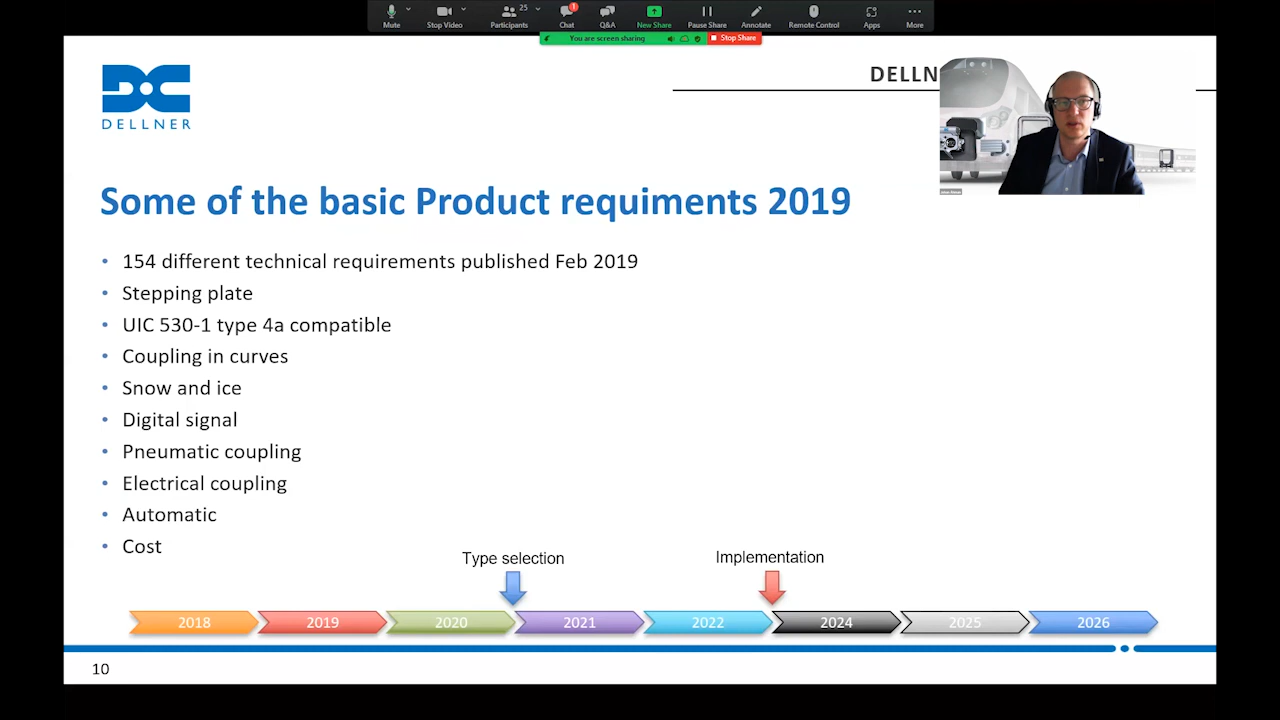 Mute
Stop Video
Participants
25
Chat
1
Q&A
New Share
Pause Share
Annotate
Remote Control
Apps
More
You are screen sharing
Stop Share
DELLNER
DELLN
Some of the basic Product requiments 2019
• 154 different technical requirements published Feb 2019
• Stepping plate
• UIC 530-1 type 4a compatible
• Coupling in curves
• Snow and ice
• Digital signal
• Pneumatic coupling
• Electrical coupling
• Automatic
• Cost
Type selection
Implementation
2018
2019
2020
2021
2022
2024
2025
2026
10